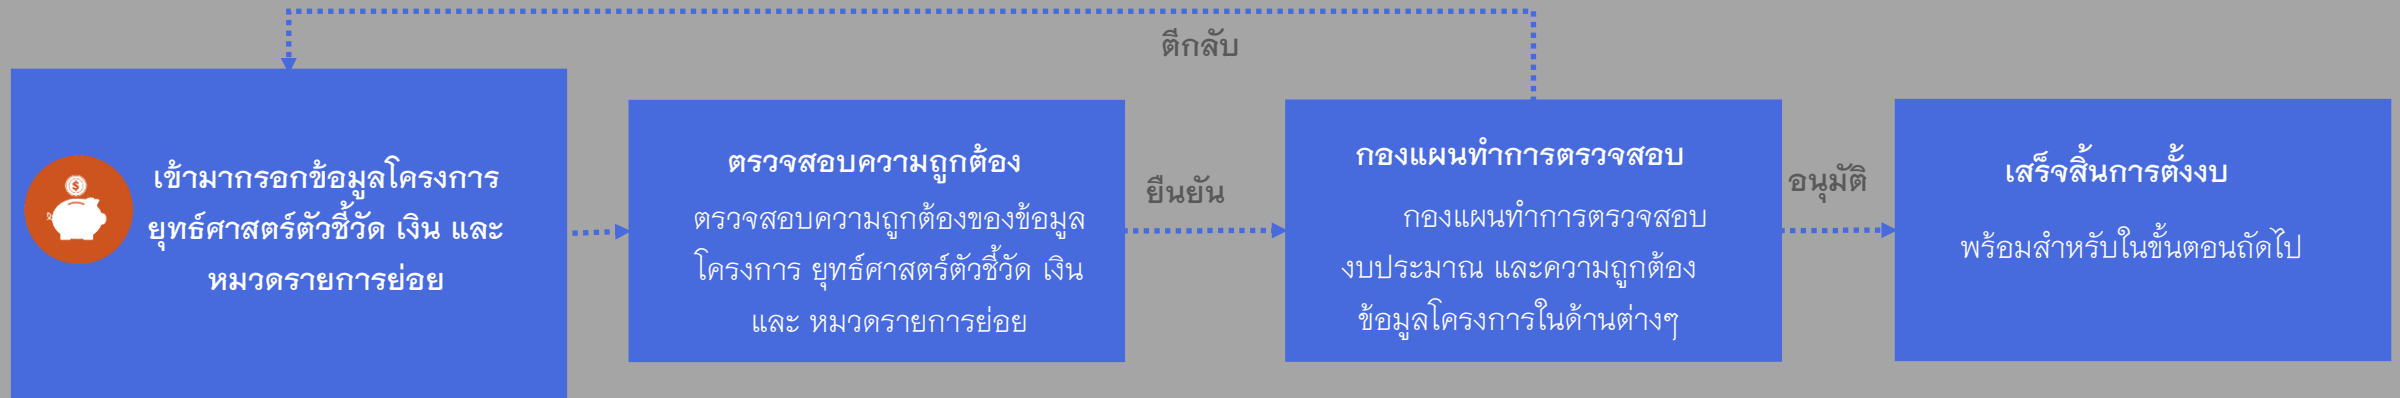 ตีกลับ
เข้ามากรอกข้อมูลโครงการ
ยุทธ์ศาสตร์ตัวชี้วัด เงิน และ
หมวดรายการย่อย
ตรวจสอบความถูกต้อง
ตรวจสอบความถูกต้องของข้อมูล
โครงการ ยุทธ์ศาสตร์ตัวชี้วัด เงิน
และ หมวดรายการย่อย
ยืนยัน
กองแผนทำการตรวจสอบ
กองแผนทำการตรวจสอบ
งบประมาณ และความถูกต้อง
ข้อมูลโครงการในด้านต่างๆ
อนุมัติ
เสร็จสิ้นการตั้งงบ
พร้อมสำหรับในขั้นตอนถัดไป